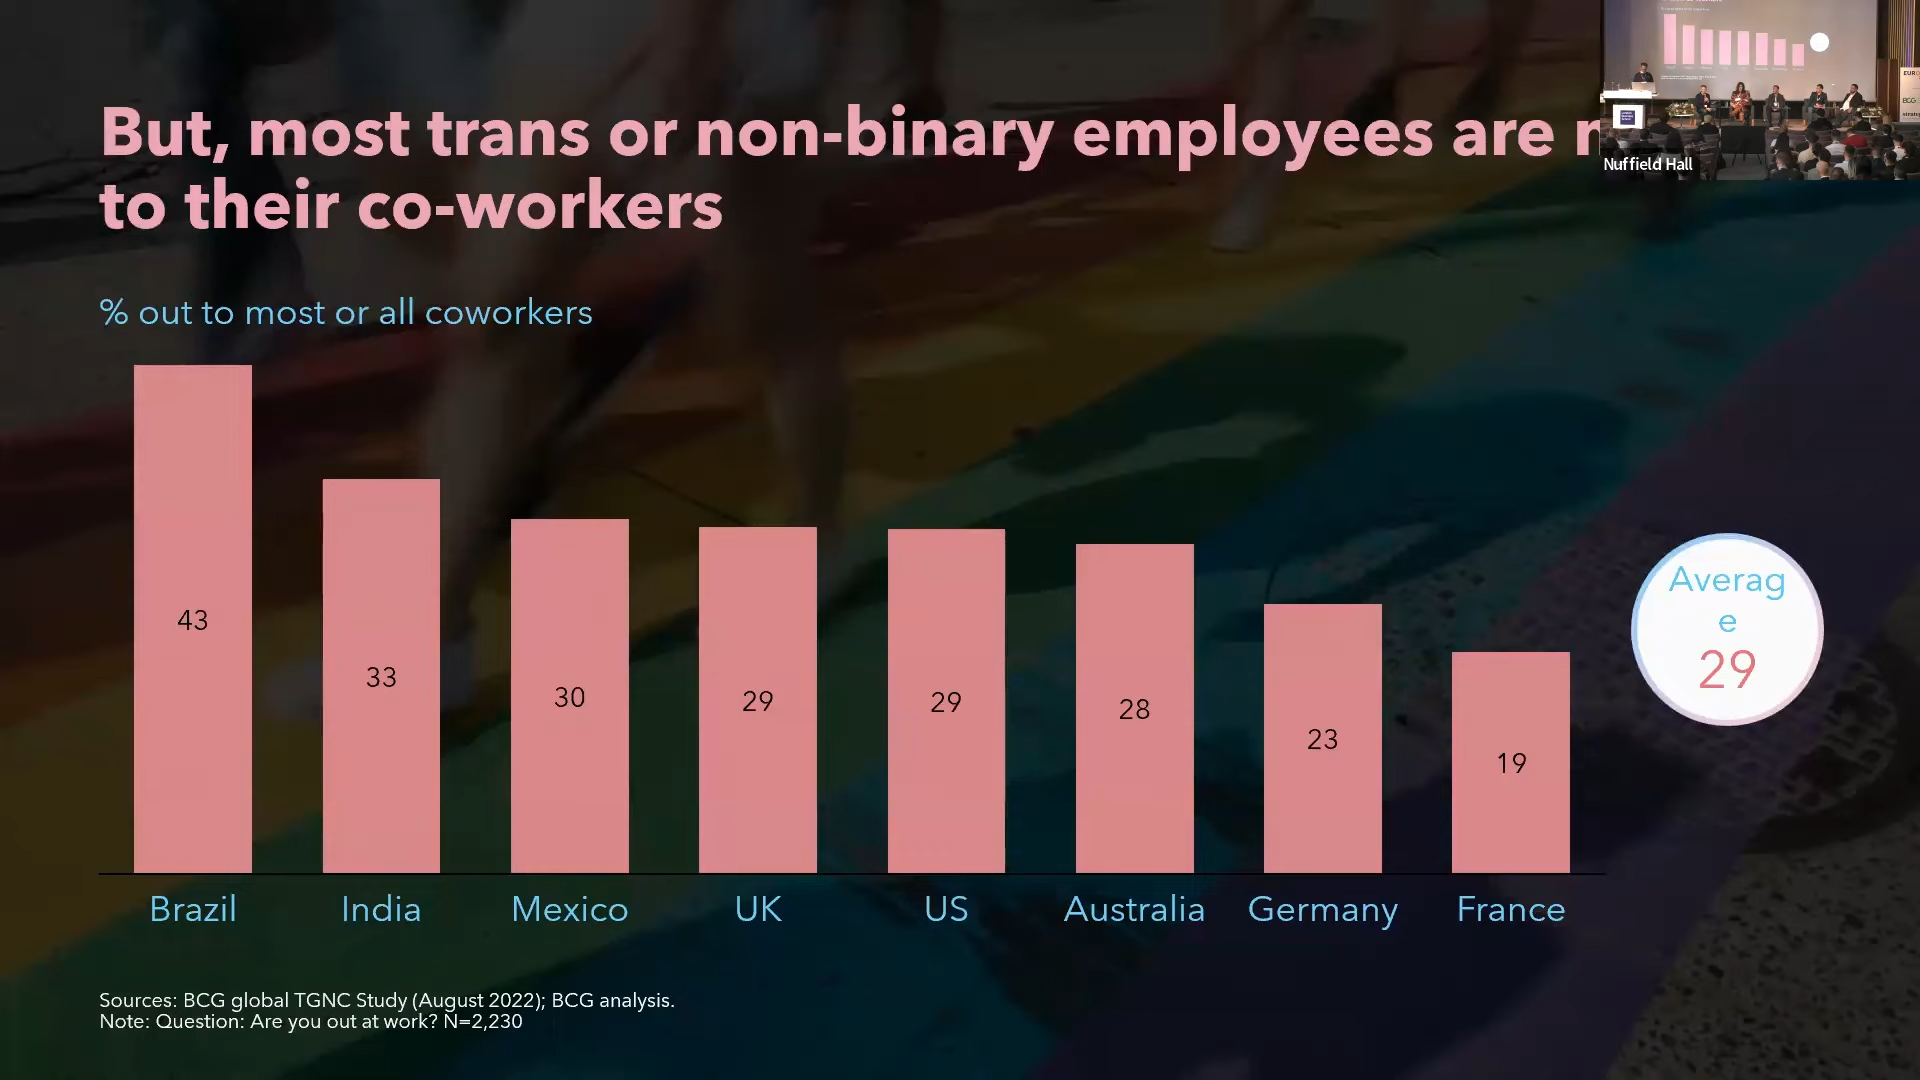 But, most trans or non-binary employees are
to their co-workers
Nuffield Hall
% out to most or all coworkers
43
33
30
29
29
28
23
19
Averag
e
29
Brazil
India
Mexico
UK
US
Australia
Germany
France
Sources: BCG global TGNC Study (August 2022); BCG analysis.
Note: Question: Are you out at work? N=2,230